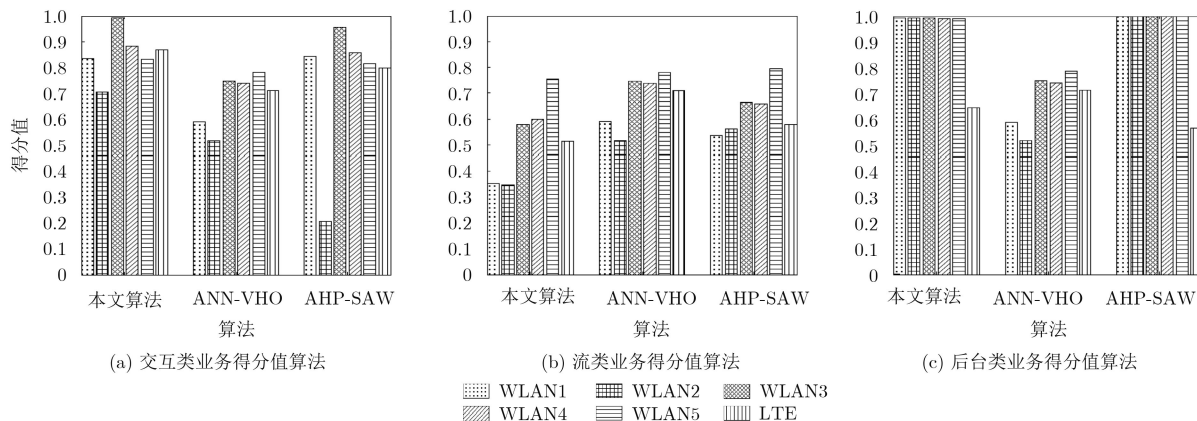 得分值
1.0
0.9
0.8
0.7
0.6
0.5
0.4
0.3
0.2
0.1
0
本文算法 ANN-VHO AHP-SAW
算法
(a) 交互类业务得分值算法
1.0
0.9
0.8
0.7
0.6
0.5
0.4
0.3
0.2
0.1
0
本文算法 ANN-VHO AHP-SAW
算法
(b) 流类业务得分值算法
1.0
0.9
0.8
0.7
0.6
0.5
0.4
0.3
0.2
0.1
0
本文算法 ANN-VHO AHP-SAW
算法
(c) 后台类业务得分值算法
WLAN1 WLAN2 WLAN3
WLAN4 WLAN5 LTE